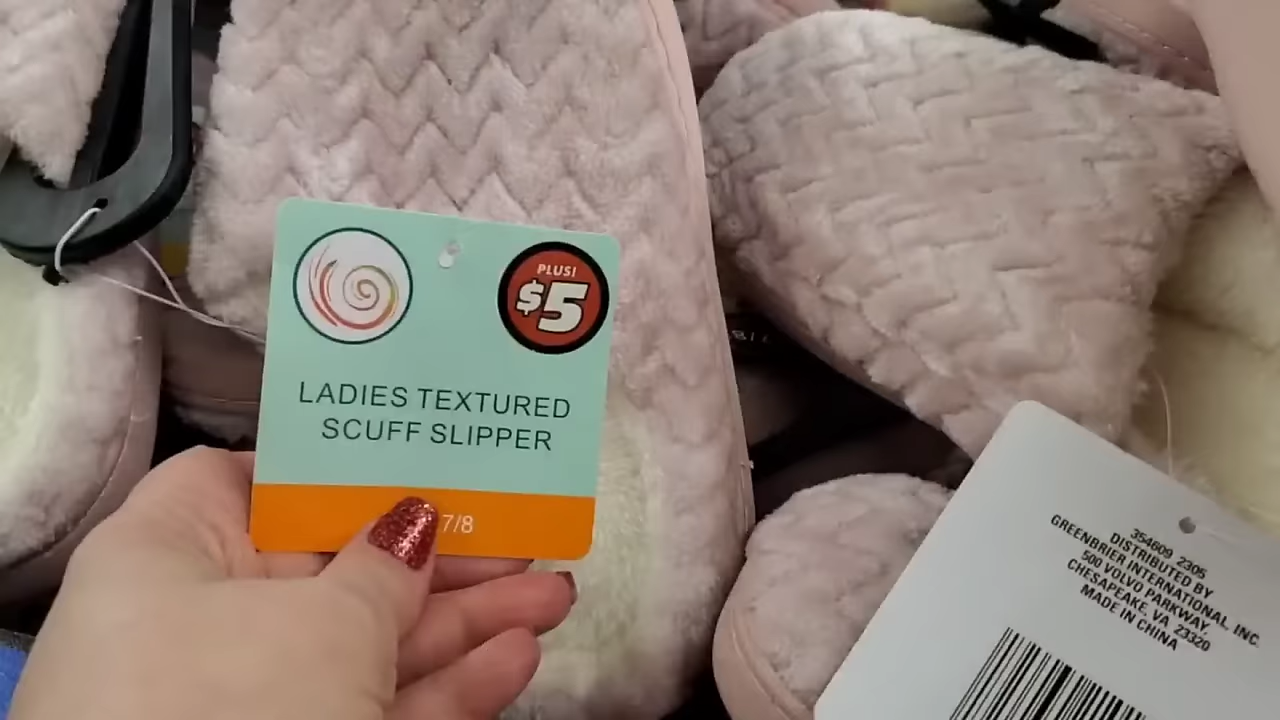 PLUS!
$5
LADIES TEXTURED
SCUFF SLIPPER
7/8
354609 2305
DISTRIBUTED BY
GREENBRIER INTERNATIONAL, INC.
500 VOLVO PARKWAY,
CHESAPEAKE, VA 23320
MADE IN CHINA